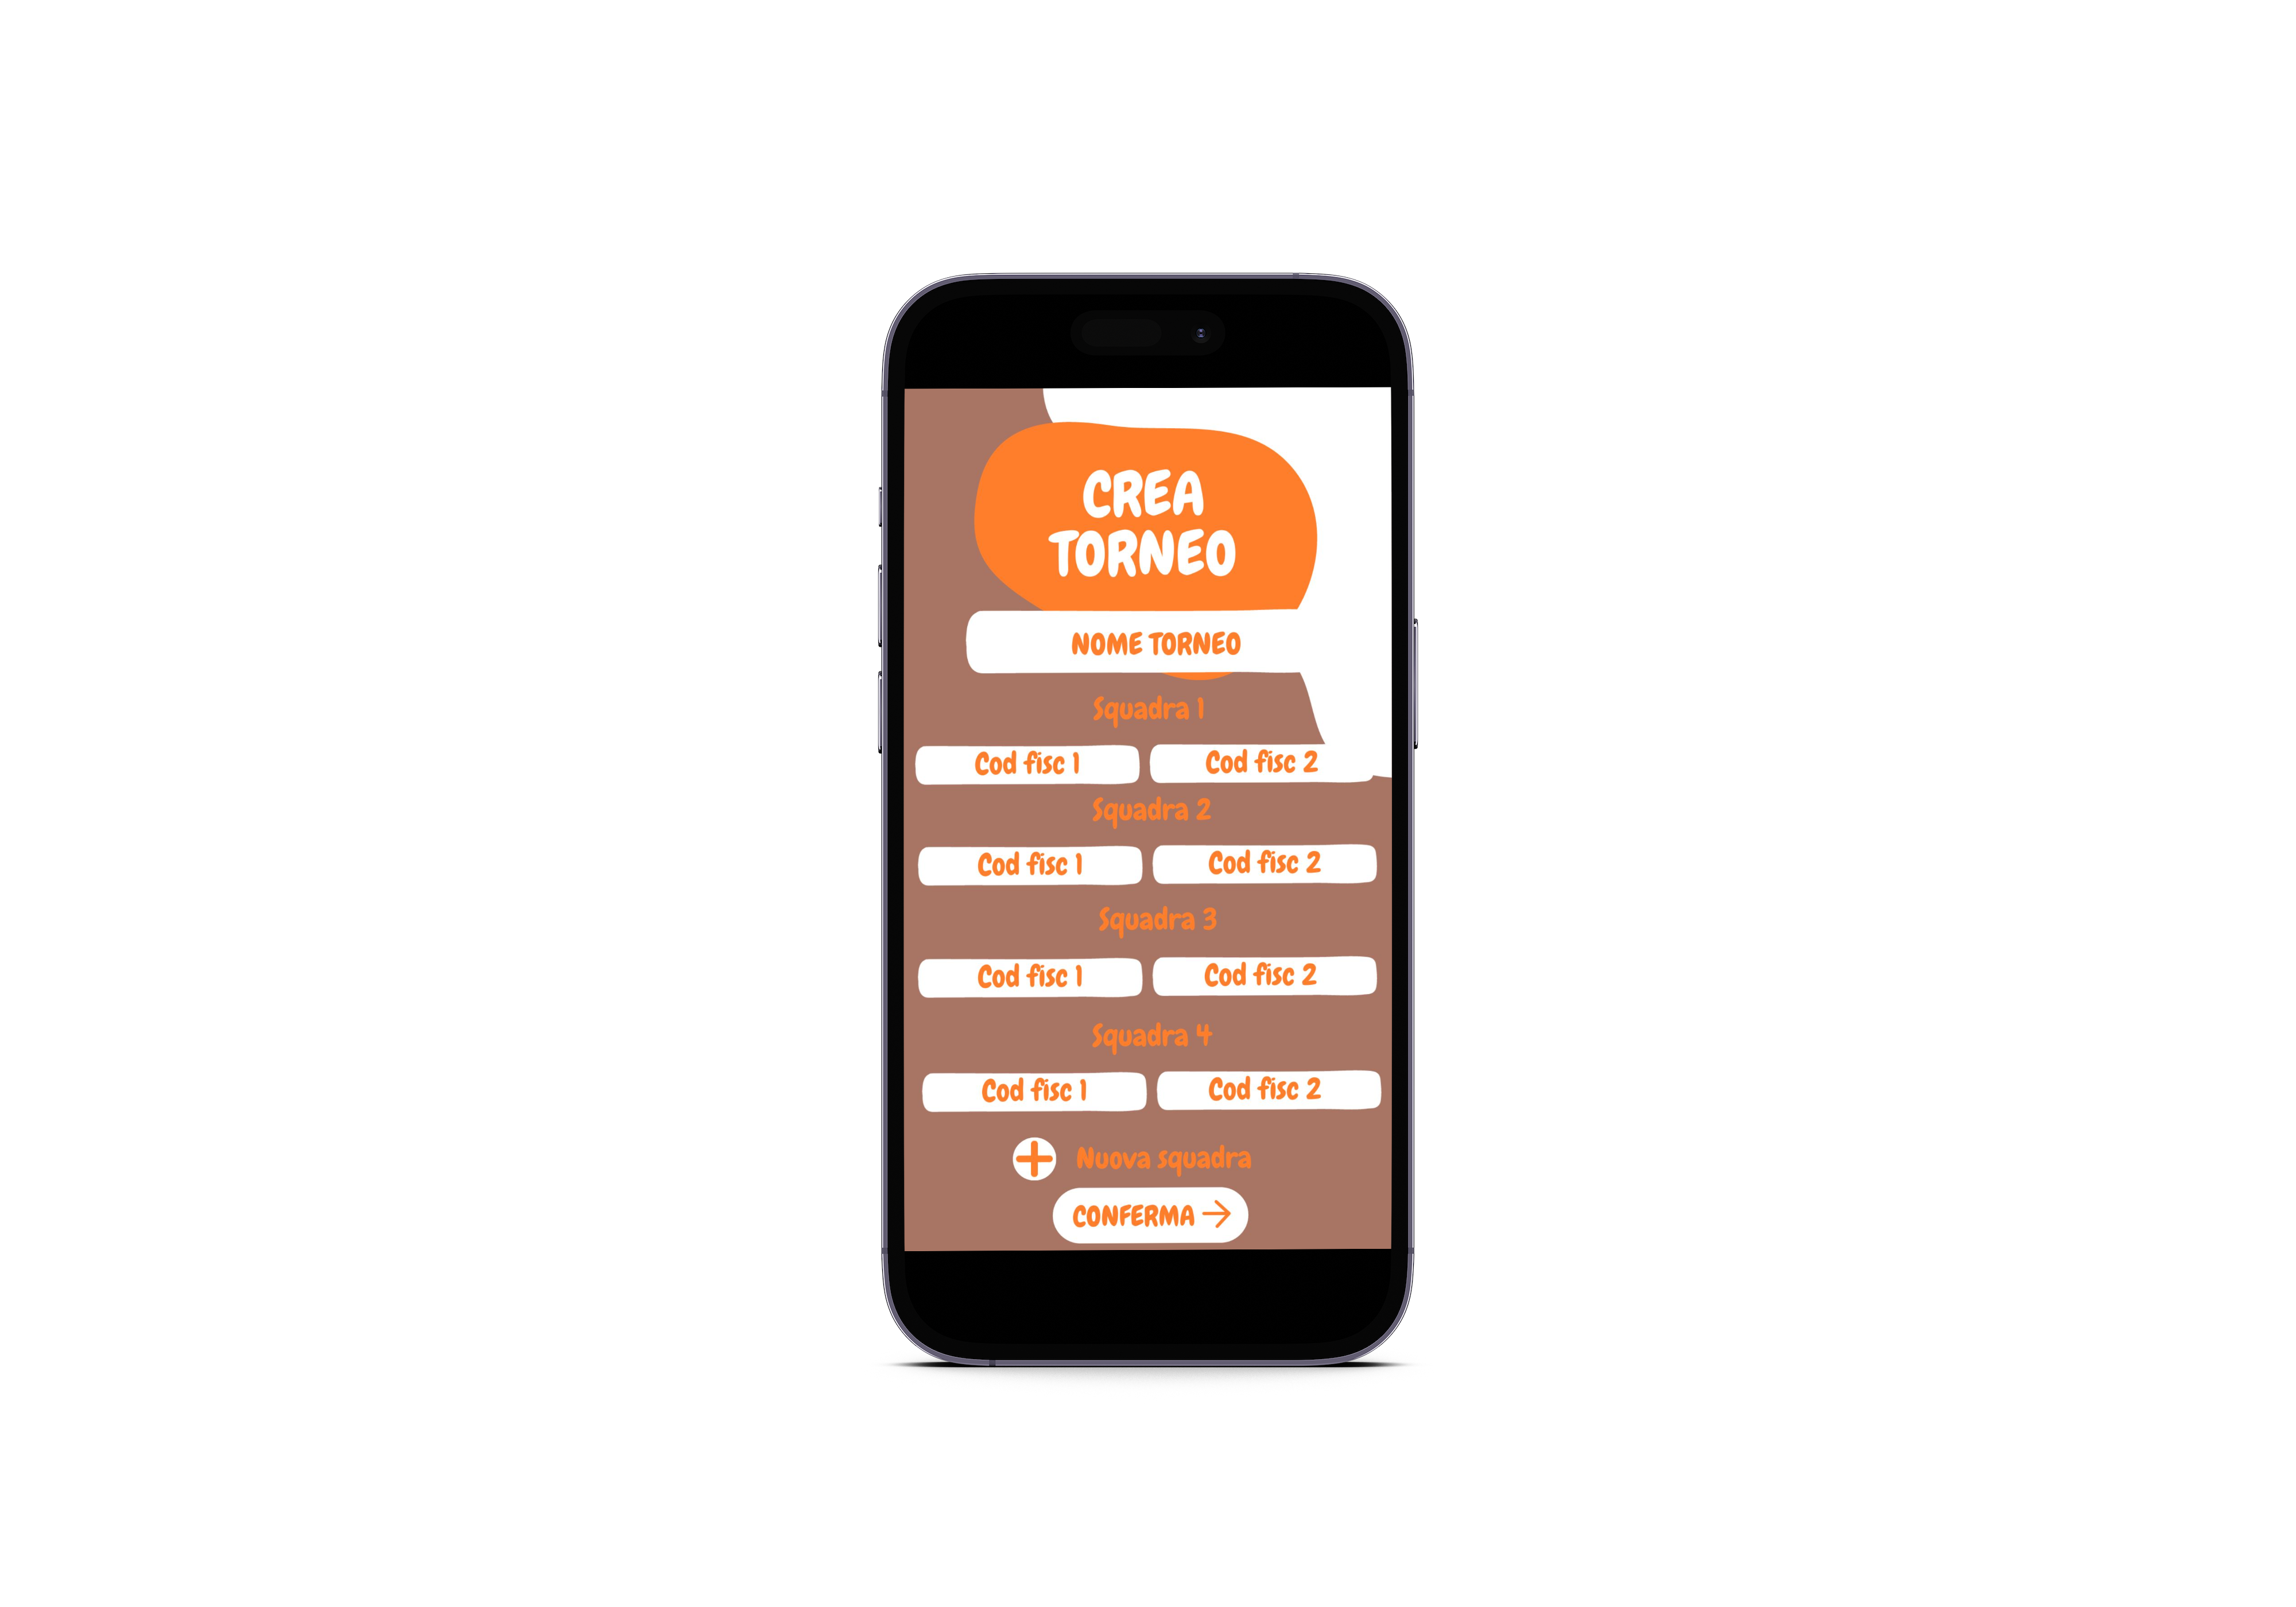 CREA
TORNEO
NOME TORNEO
Squadra 1
Cod fisc 1 Cod fisc 2
Squadra 2
Cod fisc 1 Cod fisc 2
Squadra 3
Cod fisc 1 Cod fisc 2
Squadra 4
Cod fisc 1 Cod fisc 2
Nuova squadra
CONFERMA